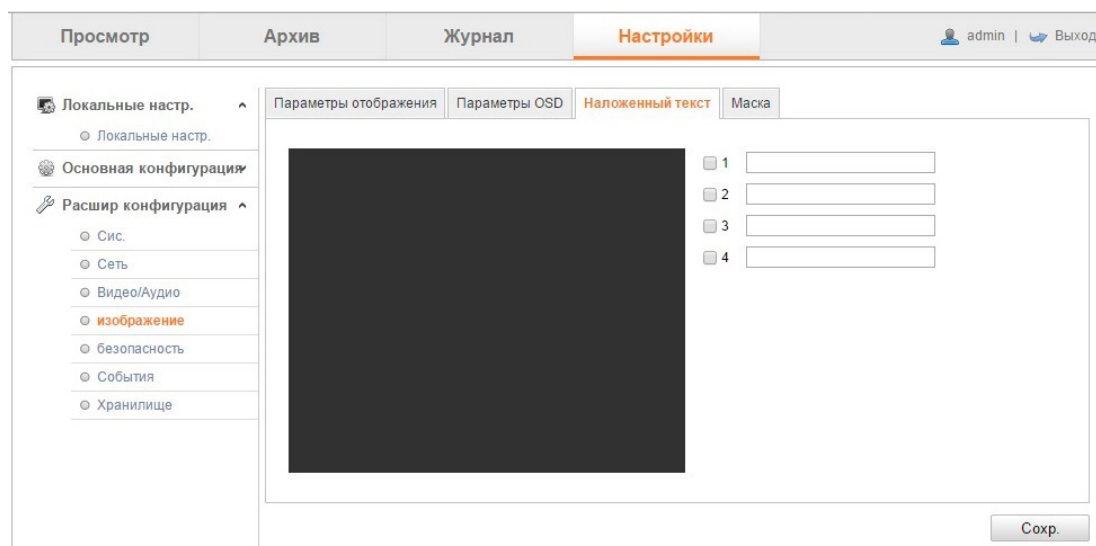 Просмотр Архив Журнал Настройки admin | Выход
Локальные настр.
Локальные настр.
Основная конфигурация
Расшир конфигурация
Сис.
Сеть
Видео/Аудио
изображение
безопасность
События
Хранилище
Параметры отображения Параметры OSD Наложенный текст Маска
1
2
3
4
Сохр.